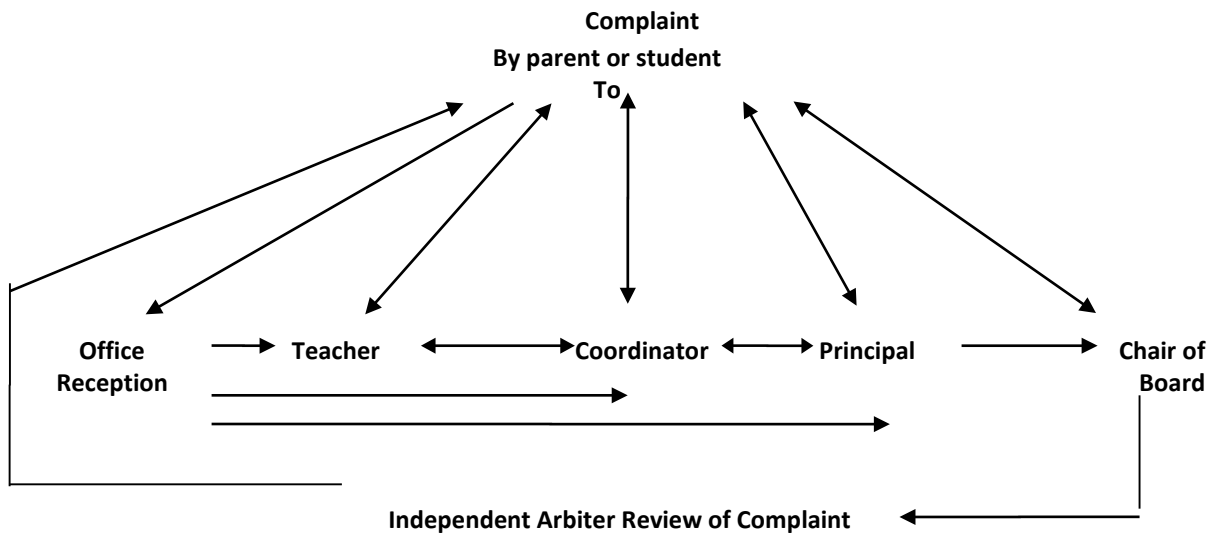 Complaint
By parent or student
To
Office Reception
Teacher
Coordinator
Principal
Chair of Board
Independent Arbiter Review of Complaint